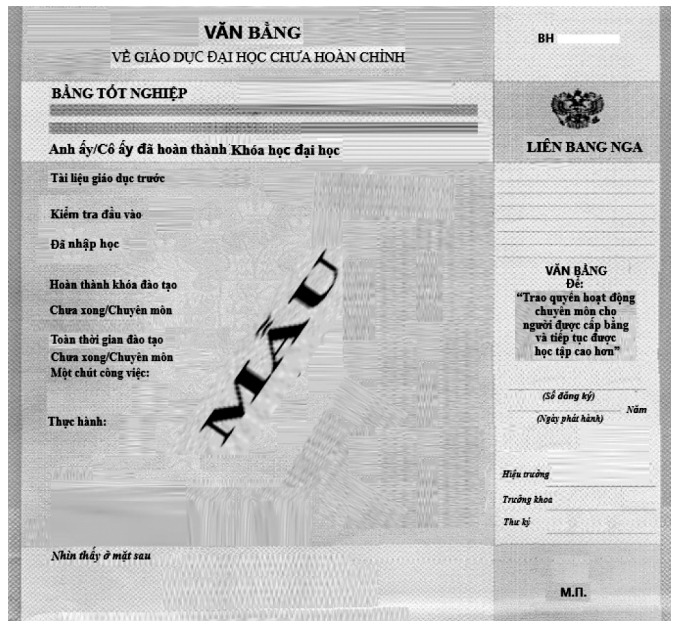 VĂN BẰNG
VỀ GIÁO DỤC ĐẠI HỌC CHƯA HOÀN CHỈNH
BH
BẰNG TỐT NGHIỆP
Anh ấy/Cô ấy đã hoàn thành Khóa học đại học
LIÊN BANG NGA
Tài liệu giáo dục trước
Kiểm tra đầu vào
Đã nhập học
Hoàn thành khóa đào tạo
Chưa xong/Chuyên môn
Toàn thời gian đào tạo
Chưa xong/Chuyên môn
Một chút công việc:
Thực hành:
MẪU
Nhìn thấy ở mặt sau
VĂN BẰNG
Để:
“Trao quyền hoạt động
chuyên môn cho
người được cấp bằng
và tiếp tục được
học tập cao hơn”
(Số đăng ký)
Năm
(Ngày phát hành)
Hiệu trưởng
Trưởng khoa
Thư ký
М.П.